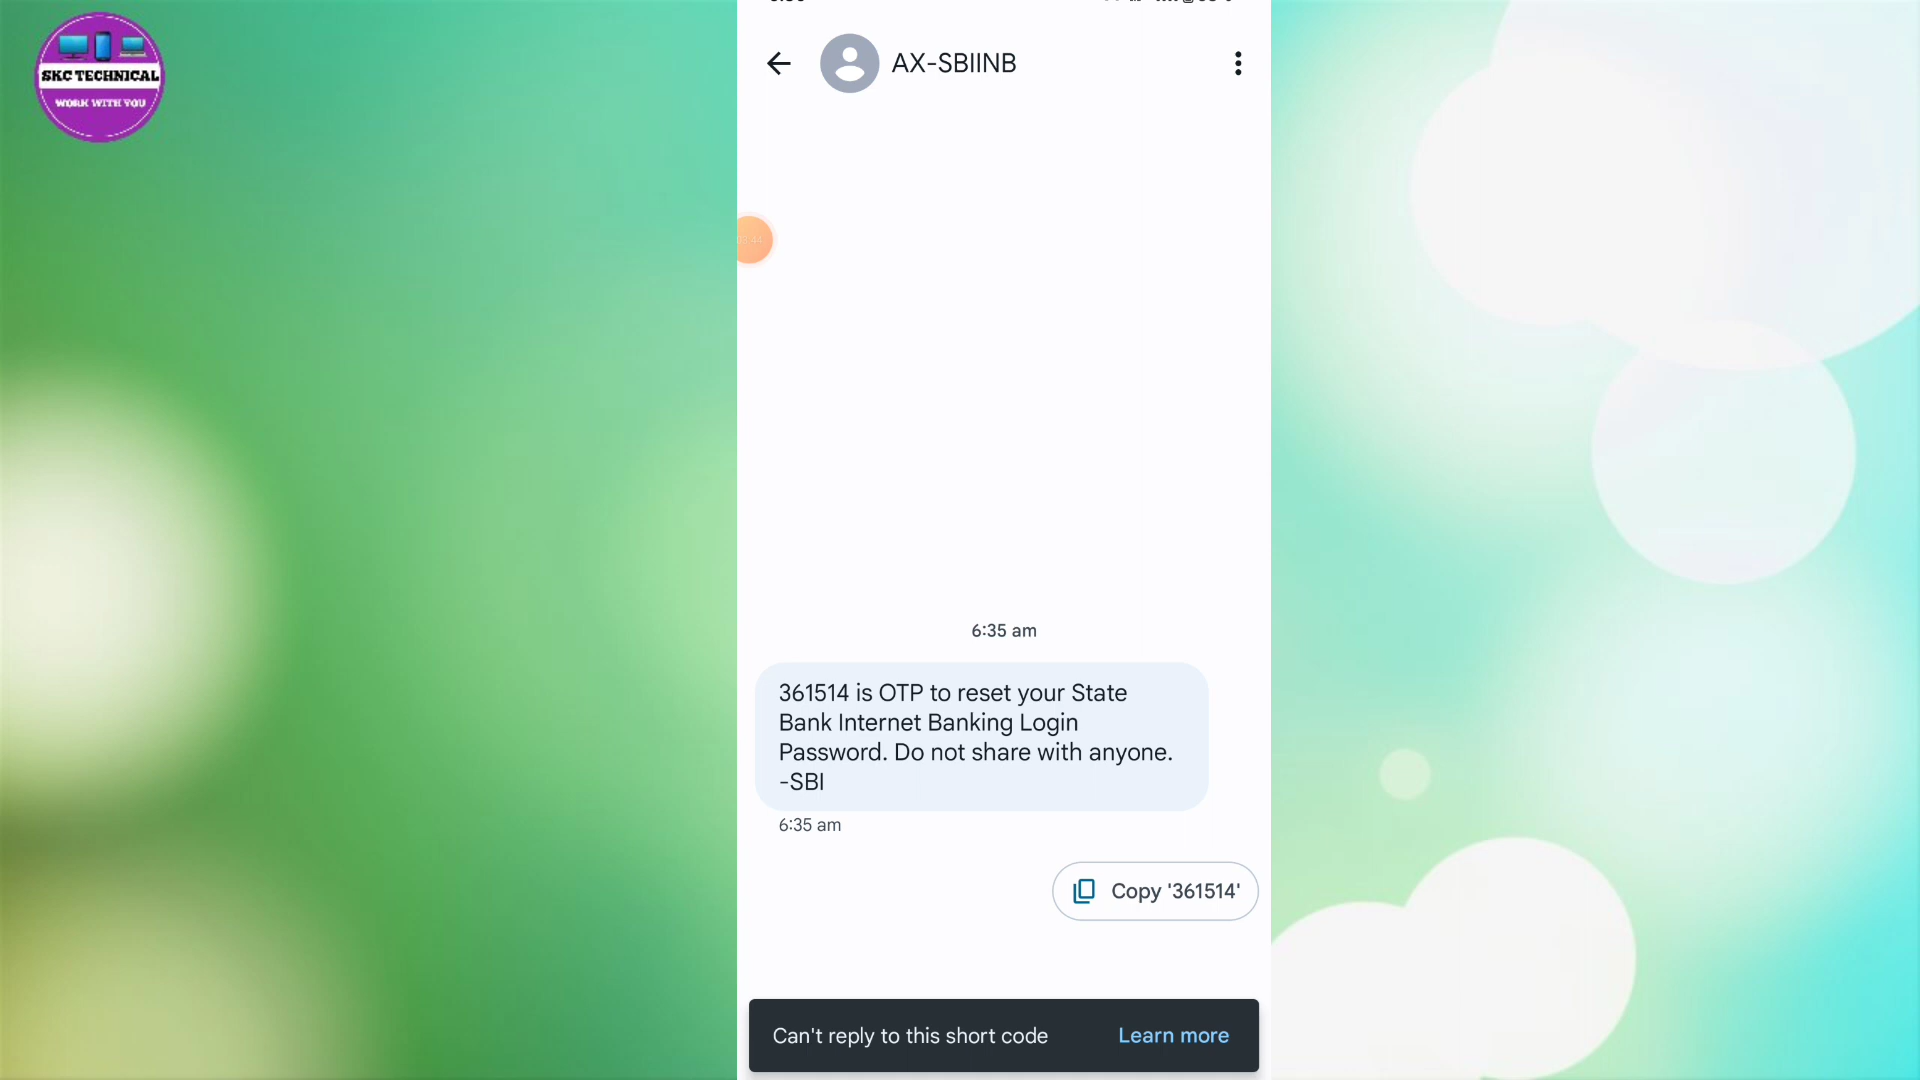 SKC TECHNICAL
WORK WITH YOU
AX-SBIINB
6:35 am
361514 is OTP to reset your State
Bank Internet Banking Login
Password. Do not share with anyone.
-SBI
6:35 am
Copy '361514'
Can't reply to this short code
Learn more